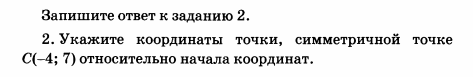 Запишите ответ к заданию 2.
2. Укажите координаты точки, симметричной точке
C(–4; 7) относительно начала координат.